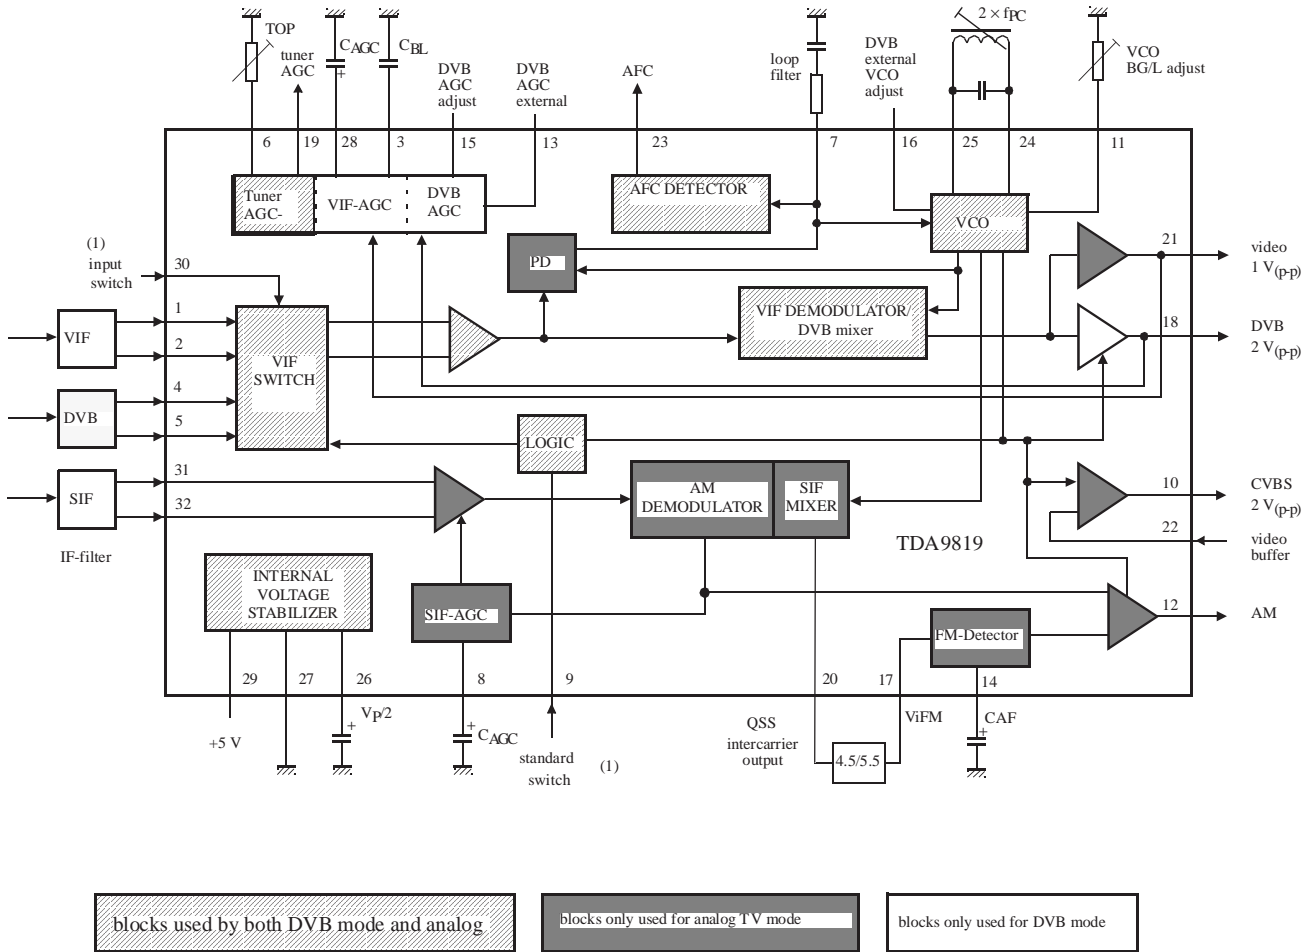 TOP
tuner
AGC
CAGC
+
CBL
DVB
AGC
adjust
DVB
AGC
external
AFC
loop
filter
DVB
external
VCO
adjust
2 × fPC
VCO
BG/L adjust
6
19
28
3
15
13
23
7
16
25
24
11
Tuner
AGC-
VIF-AGC
DVB
AGC
AFC DETECTOR
VCO
PD
(1)
input
switch
30
21
video
1 V(p-p)
VIF
1
2
VIF
SWITCH
VIF DEMODULATOR/
DVB mixer
18
DVB
2 V(p-p)
DVB
4
5
LOGIC
SIF
31
32
AM
DEMODULATOR
SIF
MIXER
10
CVBS
2 V(p-p)
22
video
buffer
TDA9819
IF-filter
INTERNAL
VOLTAGE
STABILIZER
SIF-AGC
FM-Detector
12
AM
29
27
26
8
9
20
17
14
+5 V
VP/2
+
+
CAGC
standard
switch
(1)
QSS
intercarrier
output
4.5/5.5
ViFM
CAF
+
blocks used by both DVB mode and analog
blocks only used for analog TV mode
blocks only used for DVB mode